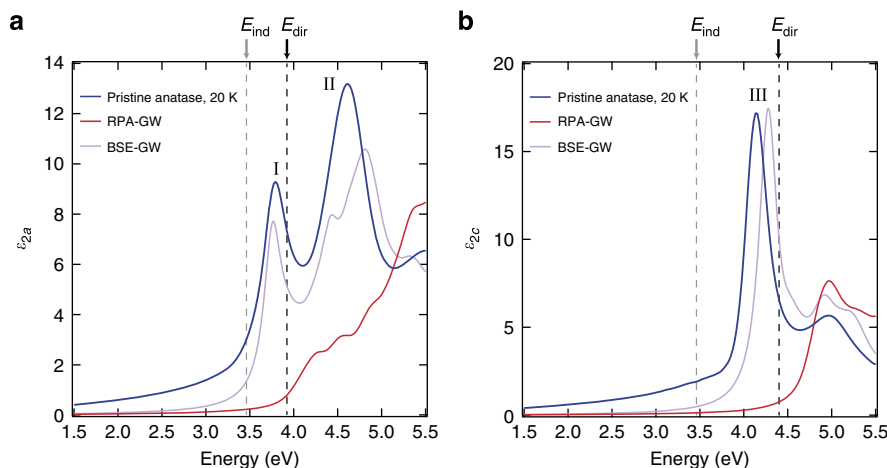 a
E_ind E_dir
14
12
10
8
6
4
2
0
ε_2a
Pristine anatase, 20 K
RPA-GW
BSE-GW
I
II
1.5 2.0 2.5 3.0 3.5 4.0 4.5 5.0 5.5
Energy (eV)
b
E_ind E_dir
20
15
10
5
0
ε_2c
Pristine anatase, 20 K
RPA-GW
BSE-GW
III
1.5 2.0 2.5 3.0 3.5 4.0 4.5 5.0 5.5
Energy (eV)